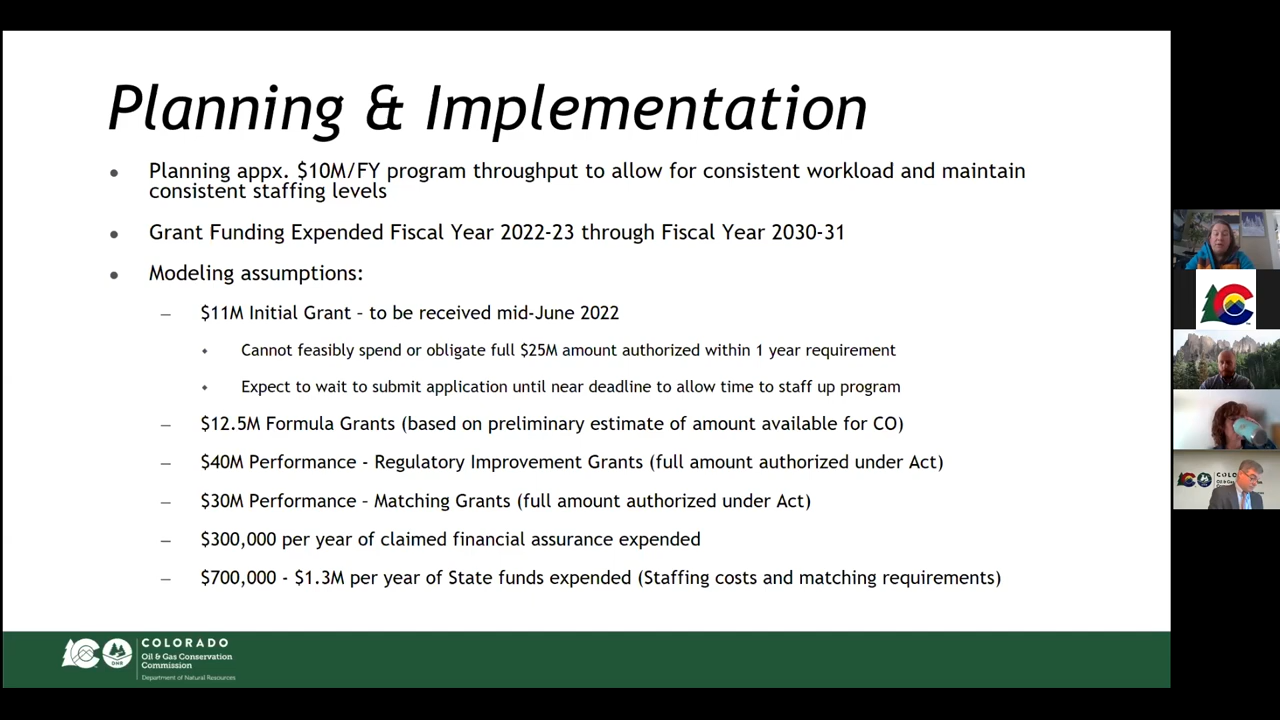 Planning & Implementation
• Planning appx. $10M/FY program throughput to allow for consistent workload and maintain
consistent staffing levels
• Grant Funding Expended Fiscal Year 2022-23 through Fiscal Year 2030-31
• Modeling assumptions:
– $11M Initial Grant – to be received mid-June 2022
• Cannot feasibly spend or obligate full $25M amount authorized within 1 year requirement
• Expect to wait to submit application until near deadline to allow time to staff up program
– $12.5M Formula Grants (based on preliminary estimate of amount available for CO)
– $40M Performance - Regulatory Improvement Grants (full amount authorized under Act)
– $30M Performance – Matching Grants (full amount authorized under Act)
– $300,000 per year of claimed financial assurance expended
– $700,000 - $1.3M per year of State funds expended (Staffing costs and matching requirements)
COLORADO
Oil & Gas Conservation
Commission
Department of Natural Resources
DNR